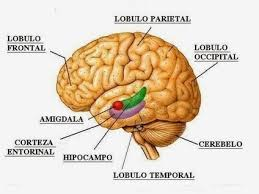 LOBULO PARIETAL
LOBULO
FRONTAL
LOBULO
OCCIPITAL
AMIGDALA
CORTEZA
ENTORINAL
HIPOCAMPO
CEREBELO
LOBULO TEMPORAL